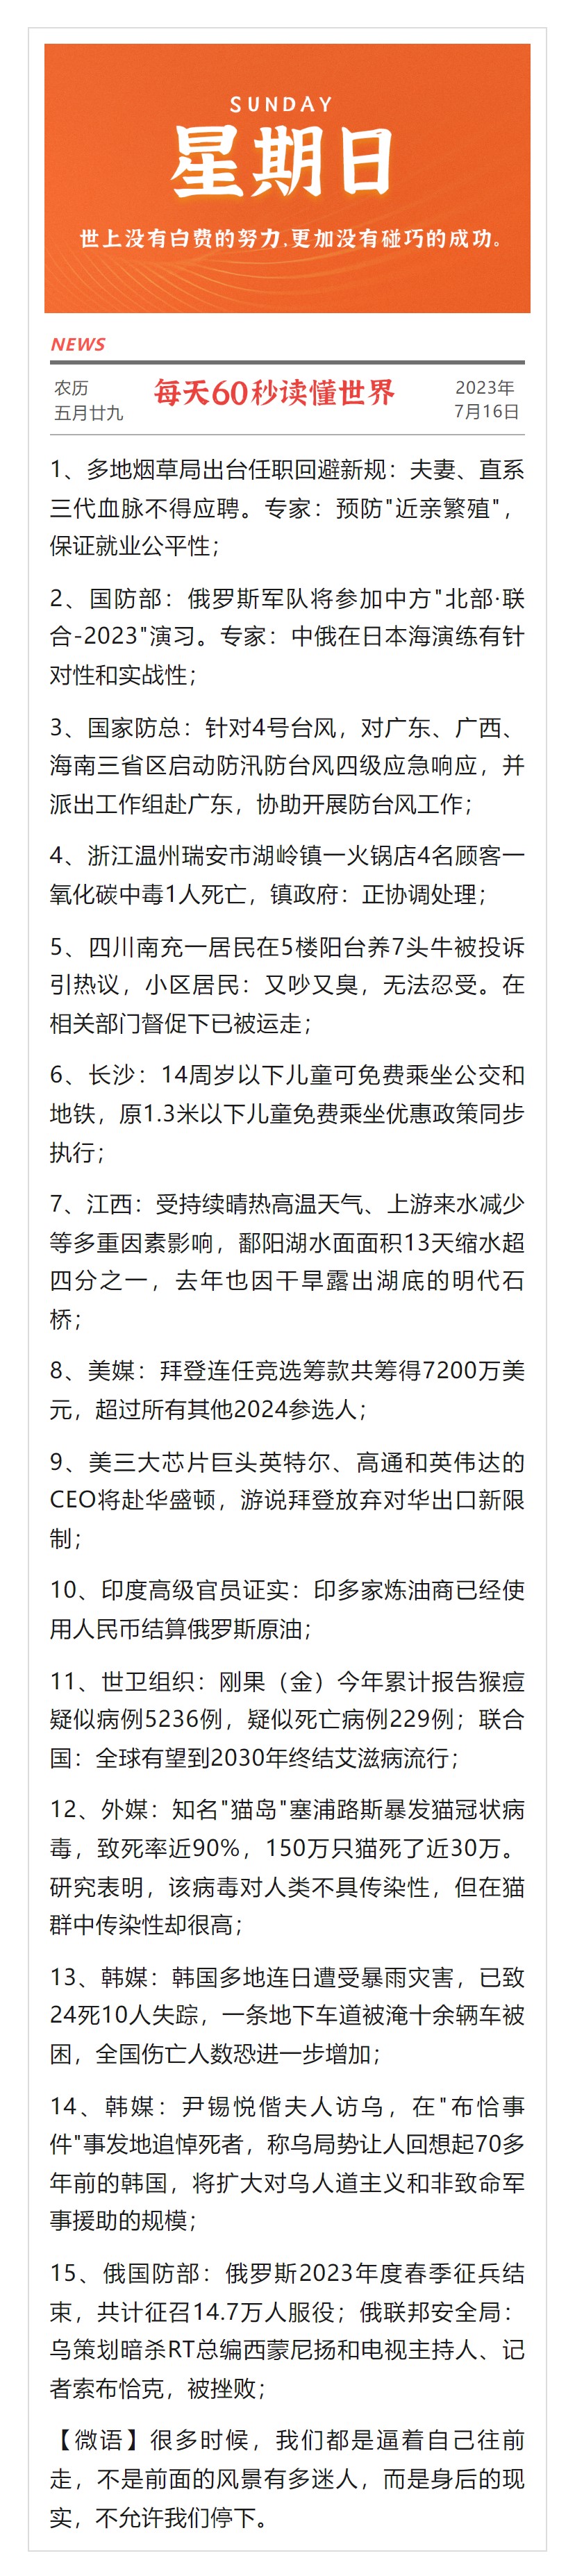 SUNDAY
星期日
世上没有白费的努力,更加没有碰巧的成功。
NEWS
农历
五月廿九
每天60秒读懂世界
2023年
7月16日
1、多地烟草局出台任职回避新规：夫妻、直系
三代血脉不得应聘。专家：预防"近亲繁殖"，
保证就业公平性；
2、国防部：俄罗斯军队将参加中方"北部·联
合-2023"演习。专家：中俄在日本海演练有针
对性和实战性；
3、国家防总：针对4号台风，对广东、广西、
海南三省区启动防汛防台风四级应急响应，并
派出工作组赴广东，协助开展防台风工作；
4、浙江温州瑞安市湖岭镇一火锅店4名顾客一
氧化碳中毒1人死亡，镇政府：正协调处理；
5、四川南充一居民在5楼阳台养7头牛被投诉
引热议，小区居民：又吵又臭，无法忍受。在
相关部门督促下已被运走；
6、长沙：14周岁以下儿童可免费乘坐公交和
地铁，原1.3米以下儿童免费乘坐优惠政策同步
执行；
7、江西：受持续晴热高温天气、上游来水减少
等多重因素影响，鄱阳湖水面面积13天缩水超
四分之一，去年也因干旱露出湖底的明代石
桥；
8、美媒：拜登连任竞选筹款共筹得7200万美
元，超过所有其他2024参选人；
9、美三大芯片巨头英特尔、高通和英伟达的
CEO将赴华盛顿，游说拜登放弃对华出口新限
制；
10、印度高级官员证实：印多家炼油商已经使
用人民币结算俄罗斯原油；
11、世卫组织：刚果（金）今年累计报告猴痘
疑似病例5236例，疑似死亡病例229例；联合
国：全球有望到2030年终结艾滋病流行；
12、外媒：知名"猫岛"塞浦路斯暴发猫冠状病
毒，致死率近90%，150万只猫死了近30万。
研究表明，该病毒对人类不具传染性，但在猫
群中传染性却很高；
13、韩媒：韩国多地连日遭受暴雨灾害，已致
24死10人失踪，一条地下车道被淹十余辆车被
困，全国伤亡人数恐进一步增加；
14、韩媒：尹锡悦偕夫人访乌，在"布恰事
件"事发地追悼死者，称乌局势让人回想起70多
年前的韩国，将扩大对乌人道主义和非致命军
事援助的规模；
15、俄国防部：俄罗斯2023年度春季征兵结
束，共计征召14.7万人服役；俄联邦安全局：
乌策划暗杀RT总编西蒙尼扬和电视主持人、记
者索布恰克，被挫败；
【微语】很多时候，我们都是逼着自己往前
走，不是前面的风景有多迷人，而是身后的现
实，不允许我们停下。